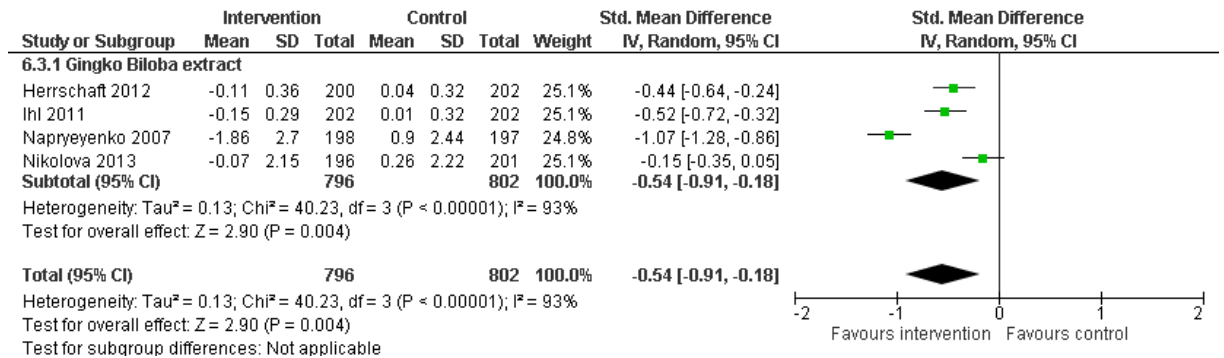 Intervention Control Std. Mean Difference Std. Mean Difference
Study or Subgroup Mean SD Total Mean SD Total Weight IV, Random, 95% CI IV, Random, 95% CI
6.3.1 Gingko Biloba extract
Herrschaft 2012 -0.11 0.36 200 0.04 0.32 202 25.1% -0.44 [-0.64, -0.24]
Ihl 2011 -0.15 0.29 202 0.01 0.32 202 25.1% -0.52 [-0.72, -0.32]
Napryeyenko 2007 -1.86 2.7 198 0.9 2.44 197 24.8% -1.07 [-1.28, -0.86]
Nikolova 2013 -0.07 2.15 196 0.26 2.22 201 25.1% -0.15 [-0.35, 0.05]
Subtotal (95% CI) 796 802 100.0% -0.54 [-0.91, -0.18]
Heterogeneity: Tau² = 0.13; Chi² = 40.23, df = 3 (P < 0.00001); I² = 93%
Test for overall effect: Z = 2.90 (P = 0.004)
Total (95% CI) 796 802 100.0% -0.54 [-0.91, -0.18]
Heterogeneity: Tau² = 0.13; Chi² = 40.23, df = 3 (P < 0.00001); I² = 93%
Test for overall effect: Z = 2.90 (P = 0.004)
Test for subgroup differences: Not applicable
-2 -1 0 1 2
Favours intervention Favours control